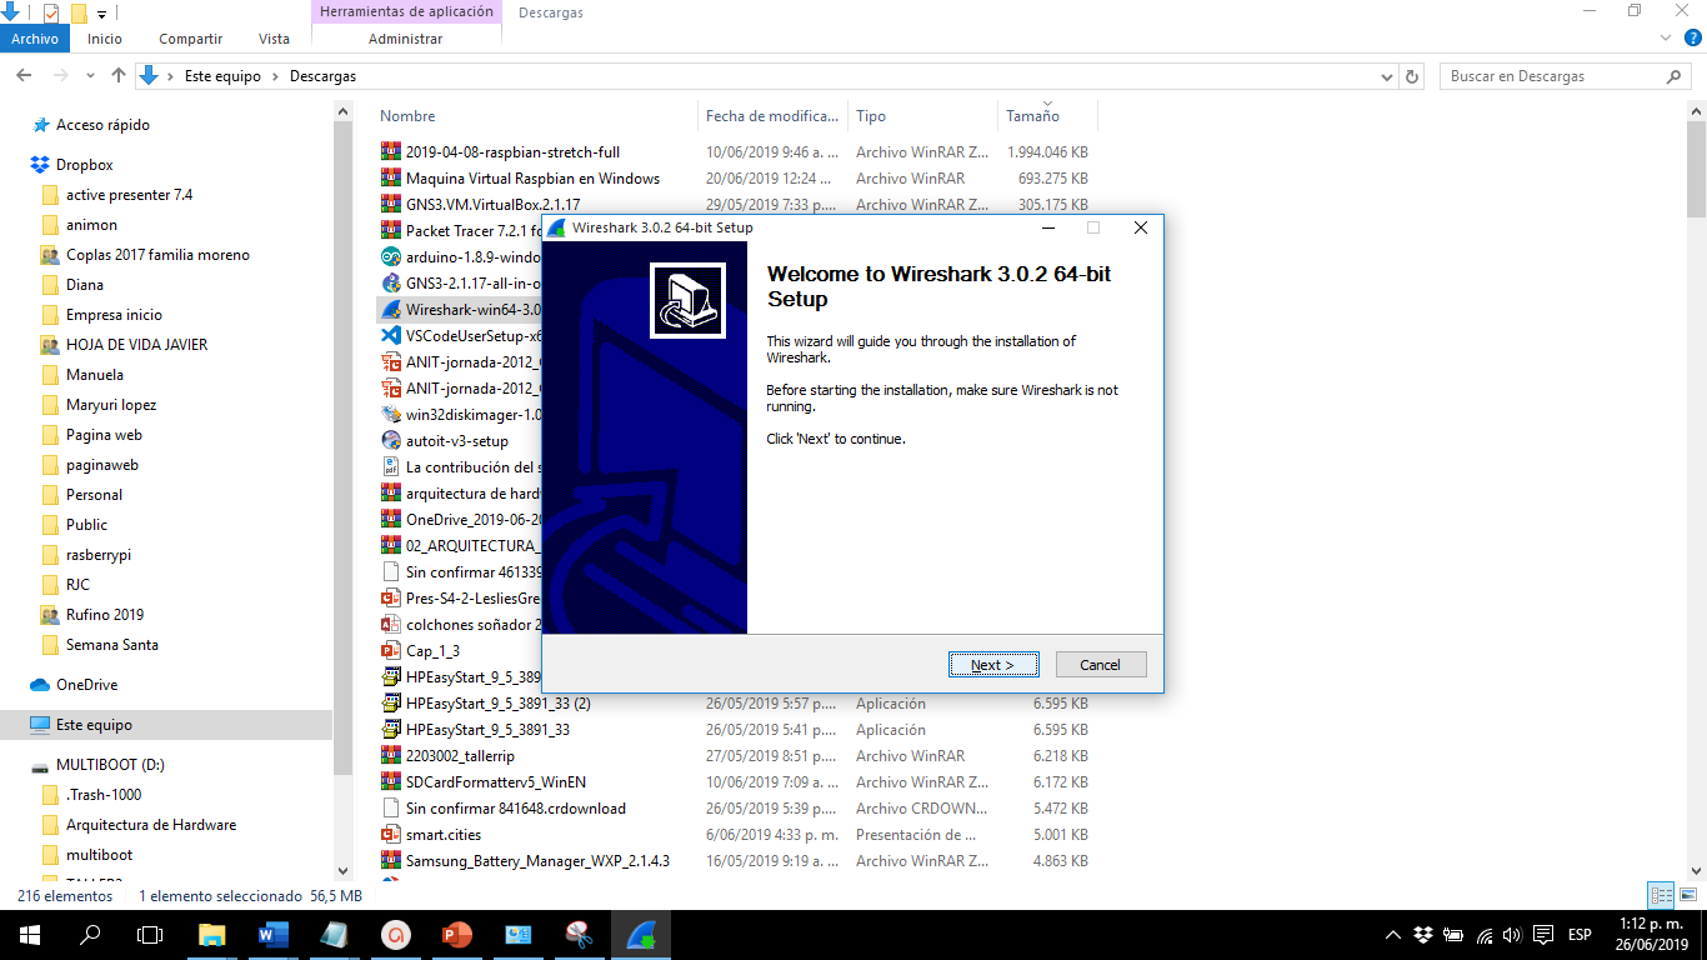 Herramientas de aplicación
Descargas
Archivo
Inicio
Compartir
Vista
Administrar
?
Este equipo
Descargas
Buscar en Descargas
Acceso rápido
Dropbox
active presenter 7.4
animon
Coplas 2017 familia moreno
Diana
Empresa inicio
HOJA DE VIDA JAVIER
Manuela
Maryuri lopez
Pagina web
paginaweb
Personal
Public
rasberrypi
RJC
Rufino 2019
Semana Santa
OneDrive
Este equipo
MULTIBOOT (D:)
.Trash-1000
Arquitectura de Hardware
multiboot
Nombre Fecha de modifica... Tipo Tamaño
2019-04-08-raspbian-stretch-full 10/06/2019 9:46 a. ... Archivo WinRAR Z... 1.994.046 KB
Maquina Virtual Raspbian en Windows 20/06/2019 12:24 ... Archivo WinRAR 693.275 KB
GNS3.VM.VirtualBox.2.1.17 29/05/2019 7:33 p.... Archivo WinRAR Z... 305.175 KB
Packet Tracer 7.2.1 fo
arduino-1.8.9-windo
GNS3-2.1.17-all-in-o
Wireshark-win64-3.0
VSCodeUserSetup-x6
ANIT-jornada-2012_
ANIT-jornada-2012_
win32diskimager-1.0
autoit-v3-setup
La contribución del s
arquitectura de hard
OneDrive_2019-06-20
02_ARQUITECTURA_
Sin confirmar 461339
Pres-S4-2-LesliesGre
colchones soñador 2
Cap_1_3
HPEasyStart_9_5_389
HPEasyStart_9_5_3891_33 (2) 26/05/2019 5:57 p.... Aplicación 6.595 KB
HPEasyStart_9_5_3891_33 26/05/2019 5:41 p.... Aplicación 6.595 KB
2203002_tallerrip 27/05/2019 8:51 p.... Archivo WinRAR 6.218 KB
SDCardFormatterv5_WinEN 10/06/2019 7:09 a. ... Archivo WinRAR Z... 6.172 KB
Sin confirmar 841648.crdownload 26/05/2019 5:39 p.... Archivo CRDOWN... 5.472 KB
smart.cities 6/06/2019 4:33 p. m. Presentación de ... 5.001 KB
Samsung_Battery_Manager_WXP_2.1.4.3 16/05/2019 9:19 a. ... Archivo WinRAR Z... 4.863 KB
Wireshark 3.0.2 64-bit Setup
Welcome to Wireshark 3.0.2 64-bit
Setup
This wizard will guide you through the installation of
Wireshark.
Before starting the installation, make sure Wireshark is not
running.
Click 'Next' to continue.
Next >
Cancel
216 elementos 1 elemento seleccionado 56,5 MB
ESP
1:12 p. m.
26/06/2019